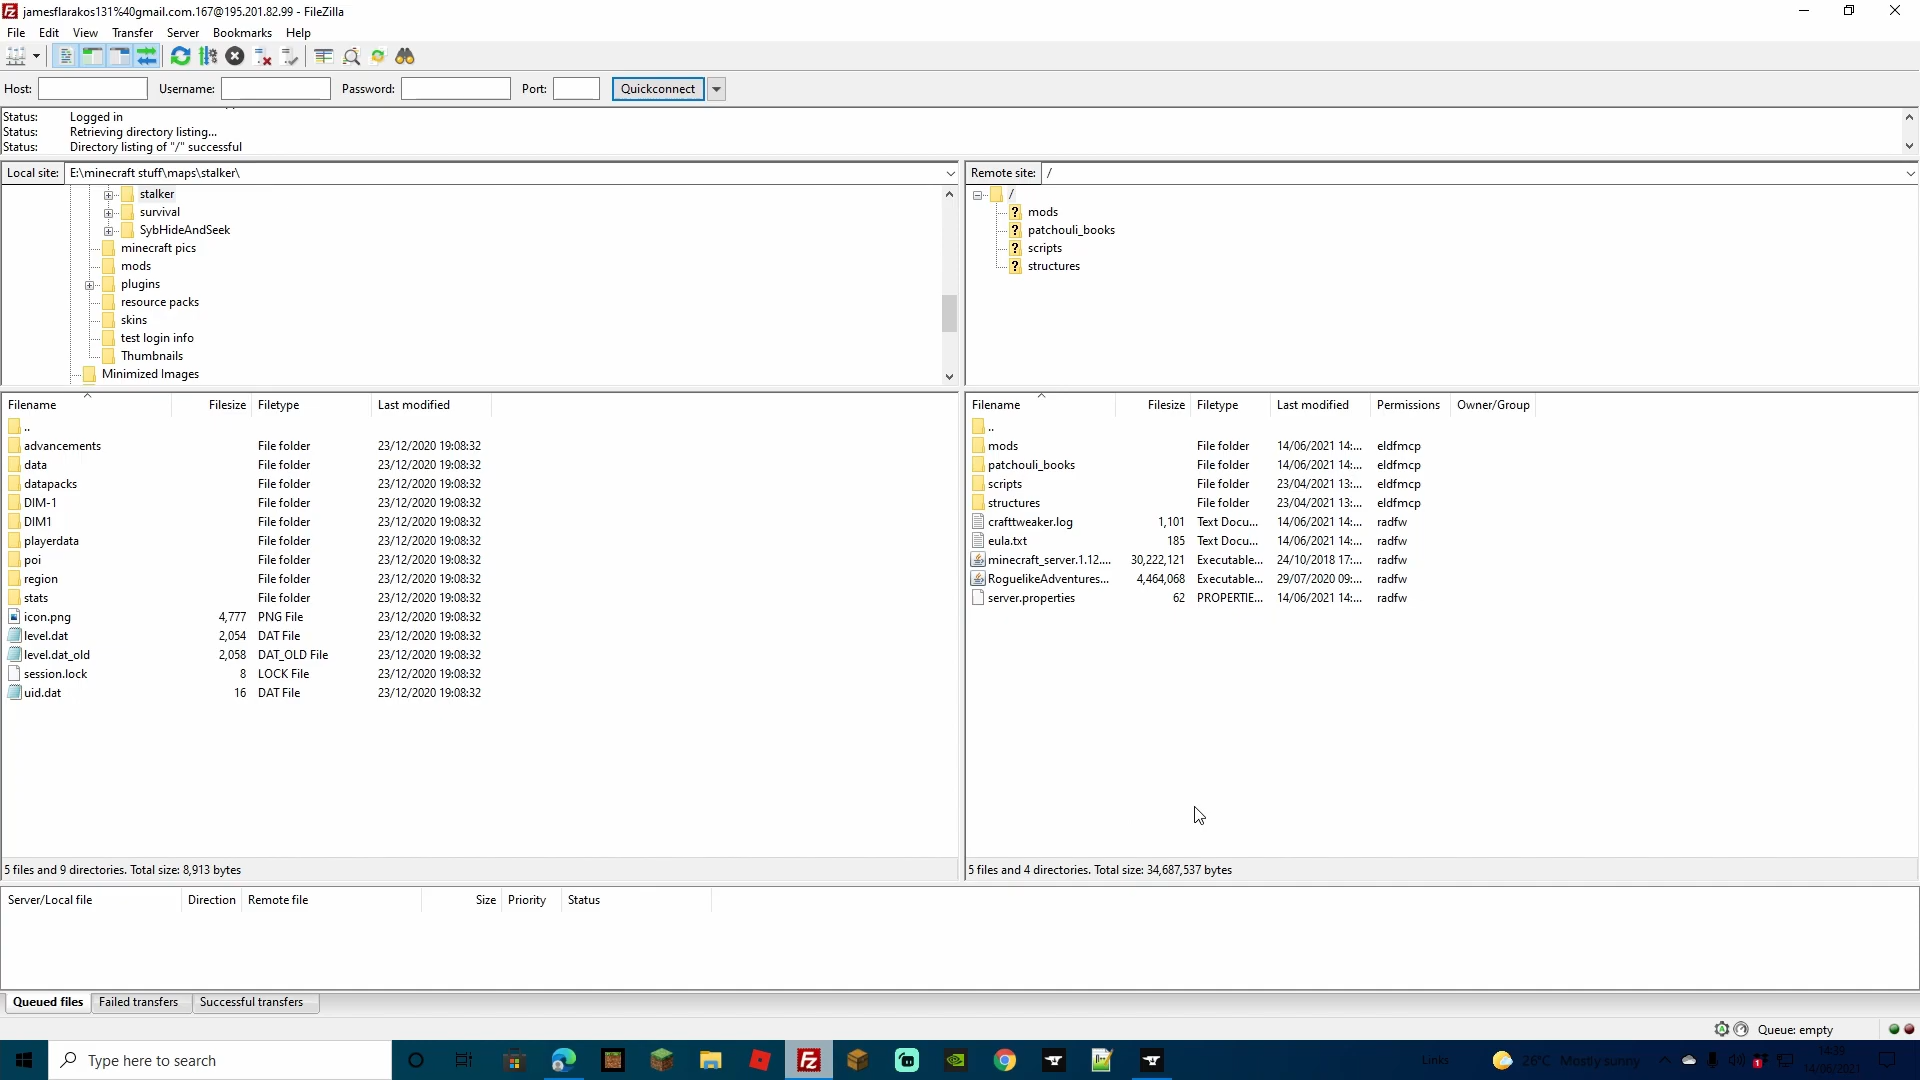 jamesflarakos131%40gmail.com.167@195.201.82.99 - FileZilla
File Edit View Transfer Server Bookmarks Help
Host: Username: Password: Port: Quickconnect
Status: Logged in
Status: Retrieving directory listing...
Status: Directory listing of "/" successful
Local site: E:\minecraft stuff\maps\stalker\
stalker
survival
SybHideAndSeek
minecraft pics
mods
plugins
resource packs
skins
test login info
Thumbnails
Minimized Images
Remote site: /
/
? mods
? patchouli_books
? scripts
? structures
Filename Filesize Filetype Last modified
..
advancements File folder 23/12/2020 19:08:32
data File folder 23/12/2020 19:08:32
datapacks File folder 23/12/2020 19:08:32
DIM-1 File folder 23/12/2020 19:08:32
DIM1 File folder 23/12/2020 19:08:32
playerdata File folder 23/12/2020 19:08:32
poi File folder 23/12/2020 19:08:32
region File folder 23/12/2020 19:08:32
stats File folder 23/12/2020 19:08:32
icon.png 4,777 PNG File 23/12/2020 19:08:32
level.dat 2,054 DAT File 23/12/2020 19:08:32
level.dat_old 2,058 DAT_OLD File 23/12/2020 19:08:32
session.lock 8 LOCK File 23/12/2020 19:08:32
uid.dat 16 DAT File 23/12/2020 19:08:32
5 files and 9 directories. Total size: 8,913 bytes
Filename Filesize Filetype Last modified Permissions Owner/Group
..
mods File folder 14/06/2021 14:... eldfmcp
patchouli_books File folder 14/06/2021 14:... eldfmcp
scripts File folder 23/04/2021 13:... eldfmcp
structures File folder 23/04/2021 13:... eldfmcp
crafttweaker.log 1,101 Text Docu... 14/06/2021 14:... radfw
eula.txt 185 Text Docu... 14/06/2021 14:... radfw
minecraft_server.1.12.... 30,222,121 Executable... 24/10/2018 17:... radfw
RoguelikeAdventures... 4,464,068 Executable... 29/07/2020 09:... radfw
server.properties 62 PROPERTIE... 14/06/2021 14:... radfw
5 files and 4 directories. Total size: 34,687,537 bytes
Server/Local file Direction Remote file Size Priority Status
Queued files Failed transfers Successful transfers
Queue: empty
Type here to search
Links
26°C Mostly sunny
14:39
14/06/2021